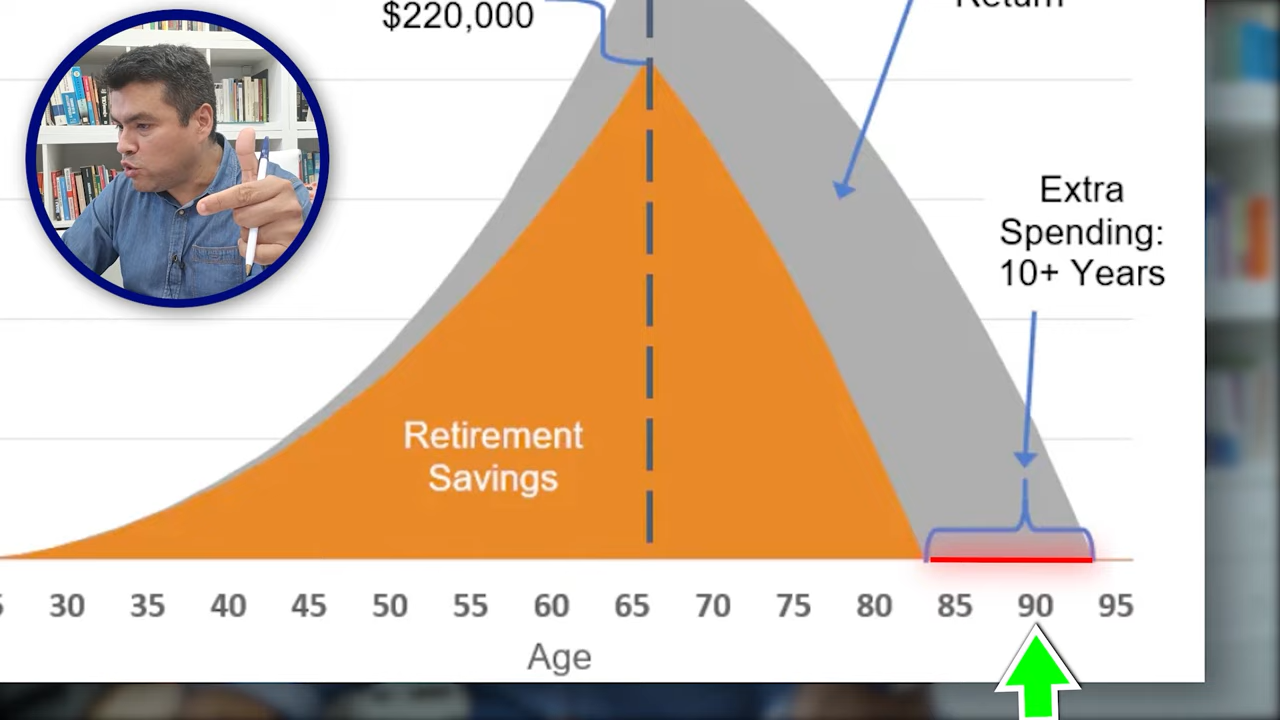 $220,000
Return
Extra
Spending:
10+ Years
Retirement
Savings
30 35 40 45 50 55 60 65 70 75 80 85 90 95
Age